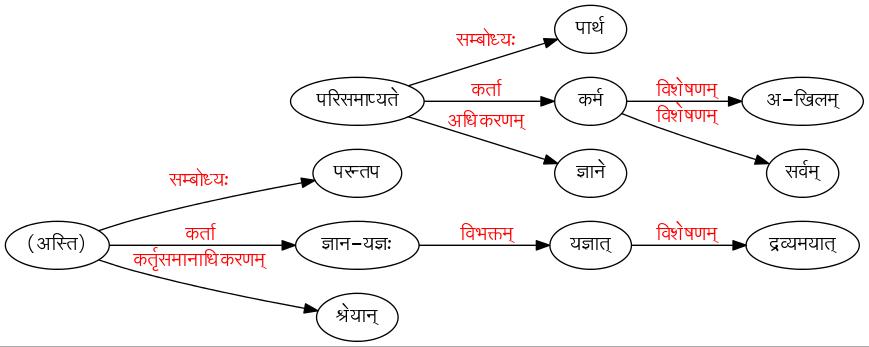 पार्थ
सम्बोध्यः
परिसमाप्यते कर्ता कर्म विशेषणम् अ-खिलम्
विशेषणम्
अधिकरणम्
ज्ञाने सर्वम्
परन्तप
सम्बोध्यः
(अस्ति) कर्ता ज्ञान-यज्ञः विभक्तम् यज्ञात् विशेषणम् द्रव्यमयात्
कर्तृसमानाधिकरणम्
श्रेयान्